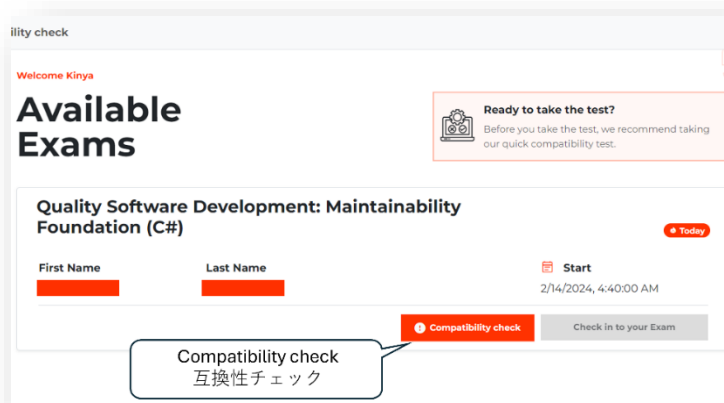 ility check
Welcome Kinya
Available
Exams
Ready to take the test?
Before you take the test, we recommend taking
our quick compatibility test.
Quality Software Development: Maintainability
Foundation (C#)
Today
First Name
Last Name
Start
2/14/2024, 4:40:00 AM
Compatibility check
Check in to your Exam
Compatibility check
互換性チェック